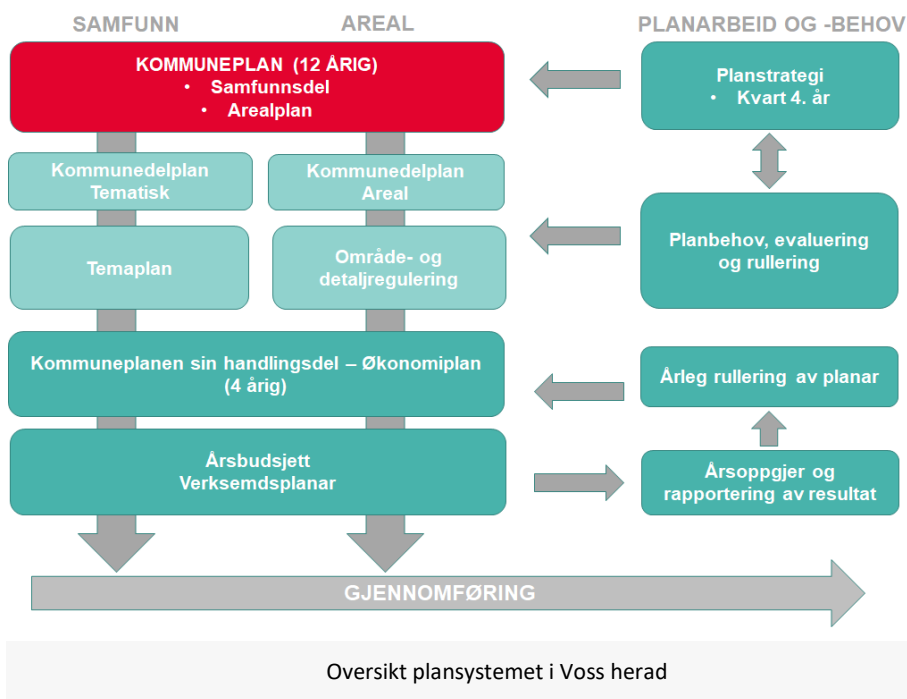 SAMFUNN
AREAL
PLANARBEID OG -BEHOV
KOMMUNEPLAN (12 ÅRIG)
• Samfunnsdel
• Arealplan
Planstrategi
• Kvart 4. år
Kommunedelplan
Tematisk
Kommunedelplan
Areal
Temaplan
Område- og
detaljregulering
Planbehov, evaluering
og rullering
Kommuneplanen sin handlingsdel – Økonomiplan
(4 årig)
Årleg rullering av planar
Årsbudsjett
Verksemdsplanar
Årsoppgjer og
rapportering av resultat
GJENNOMFØRING
Oversikt plansystemet i Voss herad